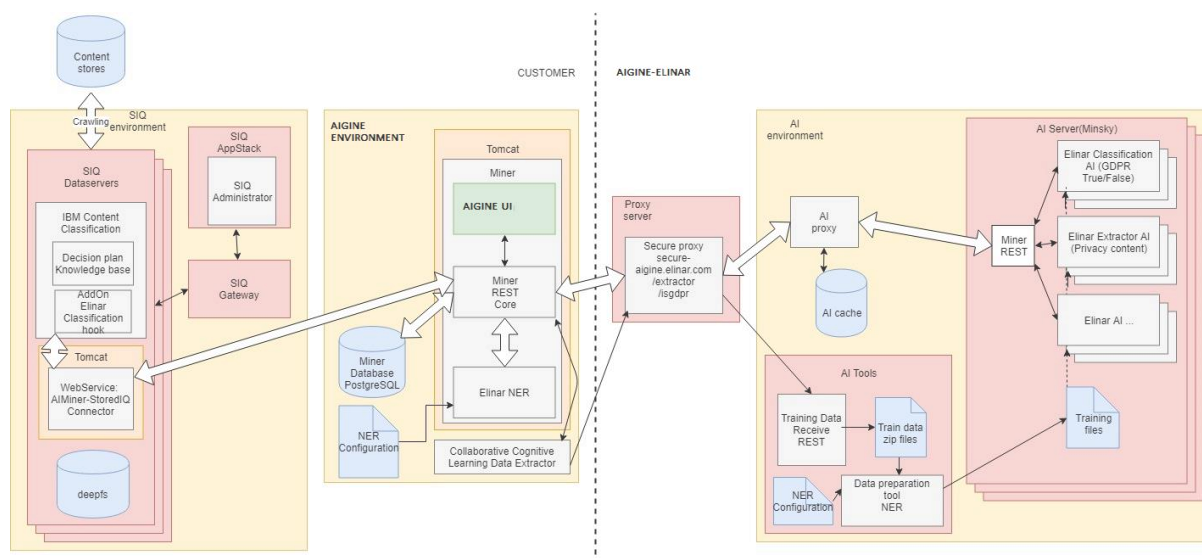 Content
stores
CUSTOMER
AIGINE-ELINAR
Crawling
SIQ
environment
SIQ
AppStack
SIQ
Administrator
SIQ
Dataservers
IBM Content
Classification
Decision plan
Knowledge base
AddOn
Elinar
Classification
hook
SIQ
Gateway
Tomcat
WebService:
AIMiner-StoredIQ
Connector
deepfs
AIGINE
ENVIRONMENT
Tomcat
Miner
AIGINE UI
Miner
REST
Core
Miner
Database
PostgreSQL
Elinar NER
NER
Configuration
Collaborative Cognitive
Learning Data Extractor
Proxy
server
Secure proxy
secure-
aigine.elinar.com
/extractor
/isgdpr
AI
environment
AI
proxy
AI cache
AI Server(Minsky)
Elinar Classification
AI (GDPR
True/False)
Miner
REST
Elinar Extractor AI
(Privacy content)
Elinar AI ...
AI Tools
Training Data
Receive
REST
Train data
zip files
Training
files
NER
Configuration
Data preparation
tool
NER